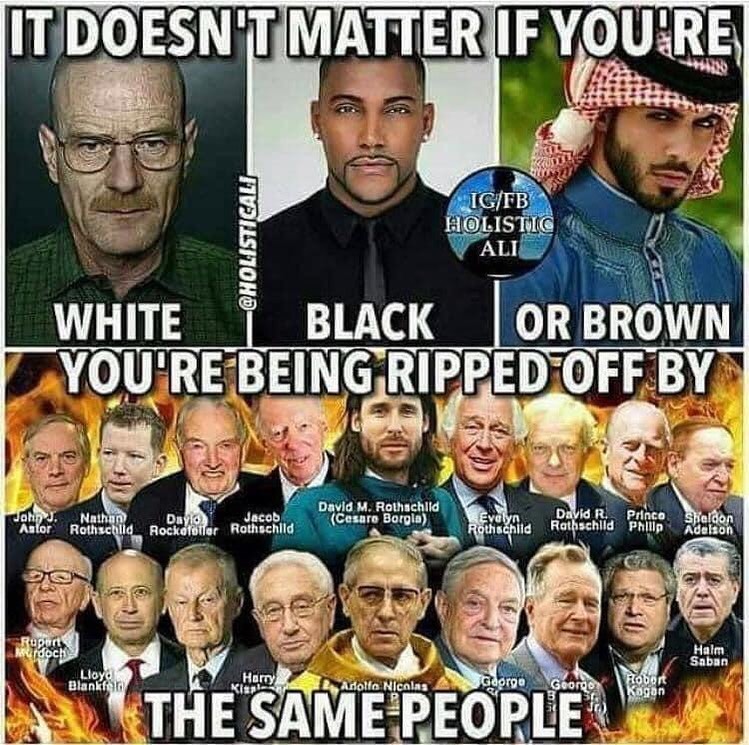 IT DOESN'T MATTER IF YOU'RE
@HOLISTICALI
IG/FB
HOLISTIC
ALI
WHITE
BLACK
OR BROWN
YOU'RE BEING RIPPED OFF BY
John J.
Astor
Nathan
Rothschild
David
Rockefeller
Jacob
Rothschild
David M. Rothschild
(Cesare Borgia)
Evelyn
Rothschild
David R.
Rothschild
Prince
Philip
Sheldon
Adelson
Rupert
Murdoch
Lloyd
Blankfein
Harry
Adolfo Nicolas
George
George
Sr.
Jr.)
Robert
Kagan
Haim
Saban
THE SAME PEOPLE